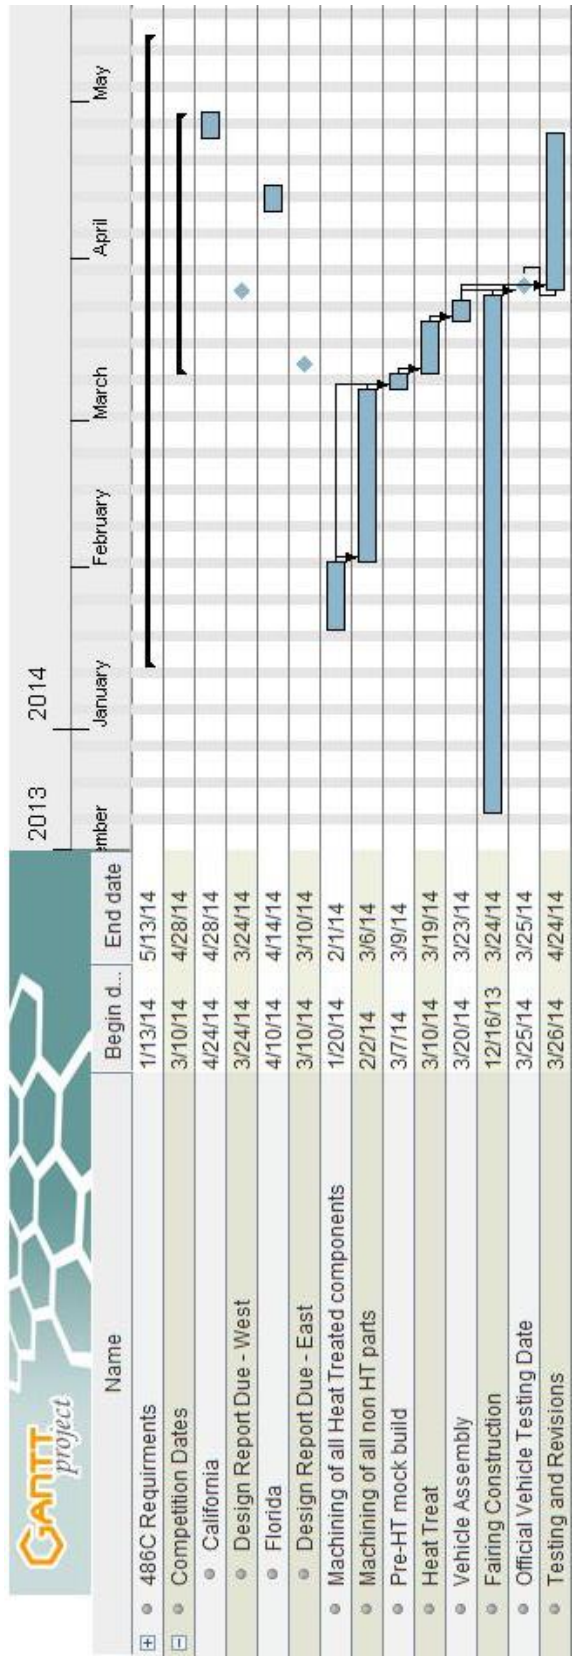 GANTT
project
2013 2014
Name Begin d... End date ember January February March April May
486C Requirments 1/13/14 5/13/14
Competition Dates 3/10/14 4/28/14
California 4/24/14 4/28/14
Design Report Due - West 3/24/14 3/24/14
Florida 4/10/14 4/14/14
Design Report Due - East 3/10/14 3/10/14
Machining of all Heat Treated components 1/20/14 2/1/14
Machining of all non HT parts 2/2/14 3/6/14
Pre-HT mock build 3/7/14 3/9/14
Heat Treat 3/10/14 3/19/14
Vehicle Assembly 3/20/14 3/23/14
Fairing Construction 12/16/13 3/24/14
Official Vehicle Testing Date 3/25/14 3/25/14
Testing and Revisions 3/26/14 4/24/14